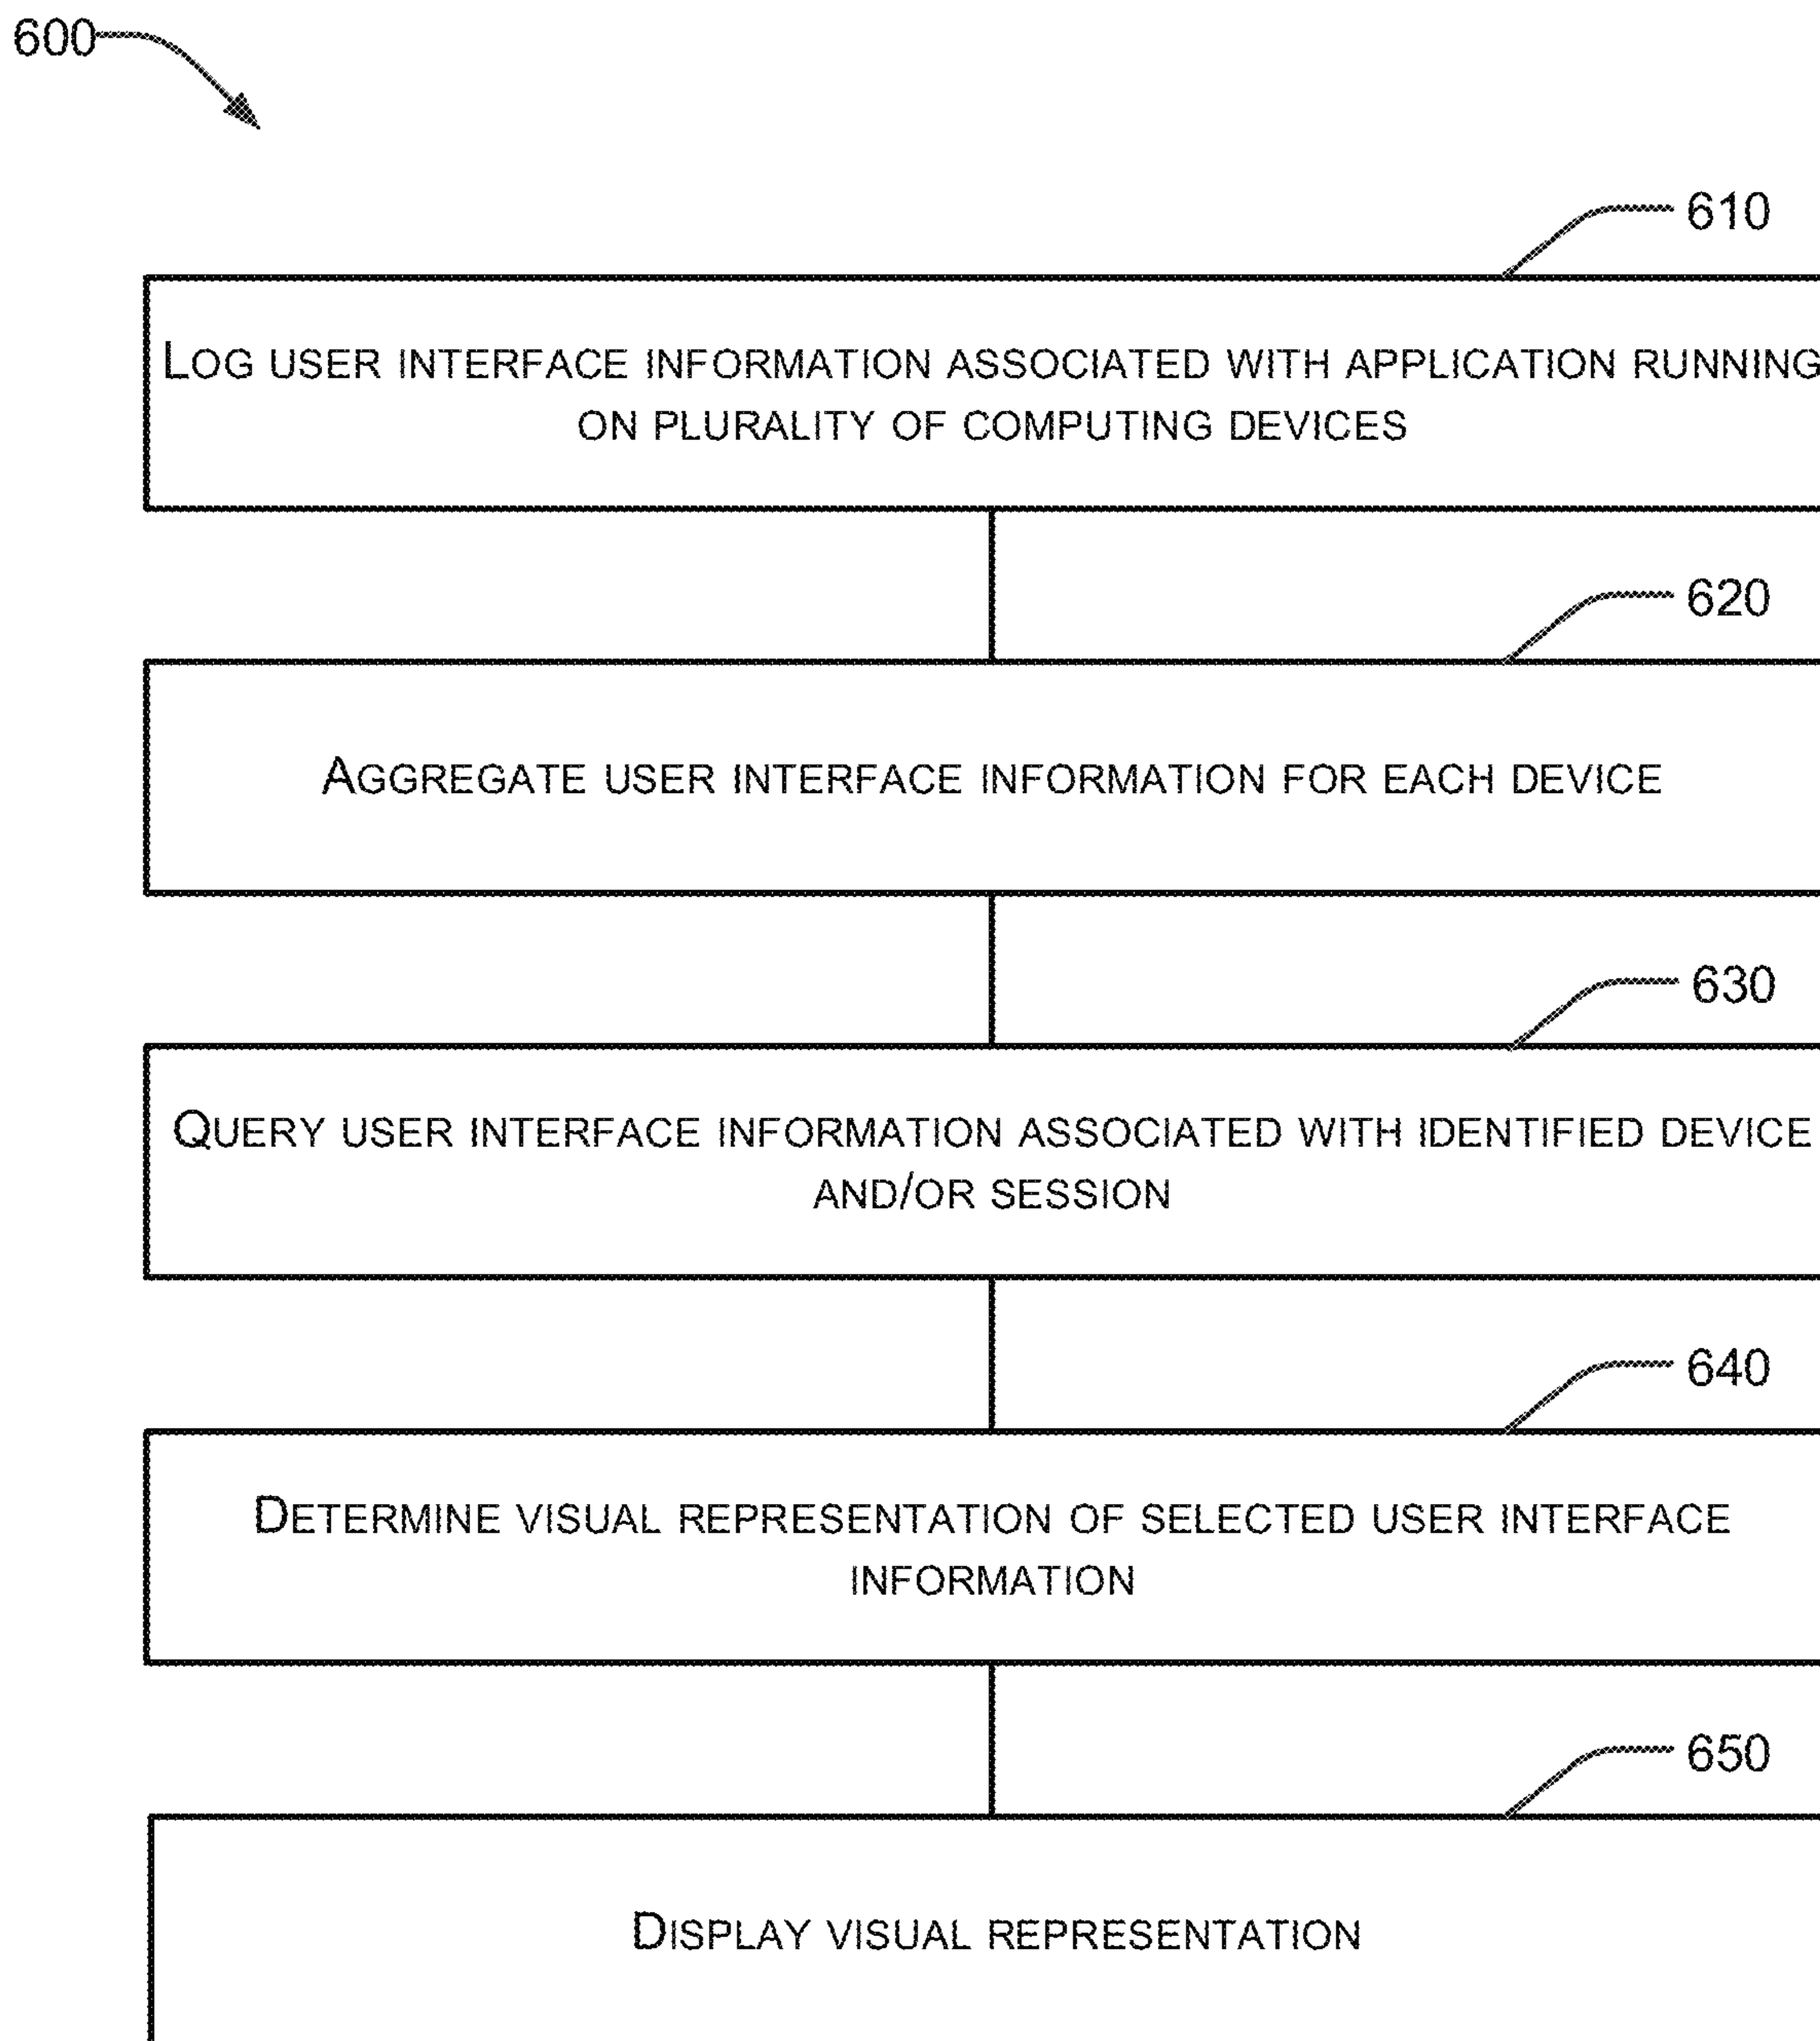 600
610
LOG USER INTERFACE INFORMATION ASSOCIATED WITH APPLICATION RUNNING
ON PLURALITY OF COMPUTING DEVICES
620
AGGREGATE USER INTERFACE INFORMATION FOR EACH DEVICE
630
QUERY USER INTERFACE INFORMATION ASSOCIATED WITH IDENTIFIED DEVICE
AND/OR SESSION
640
DETERMINE VISUAL REPRESENTATION OF SELECTED USER INTERFACE
INFORMATION
650
DISPLAY VISUAL REPRESENTATION